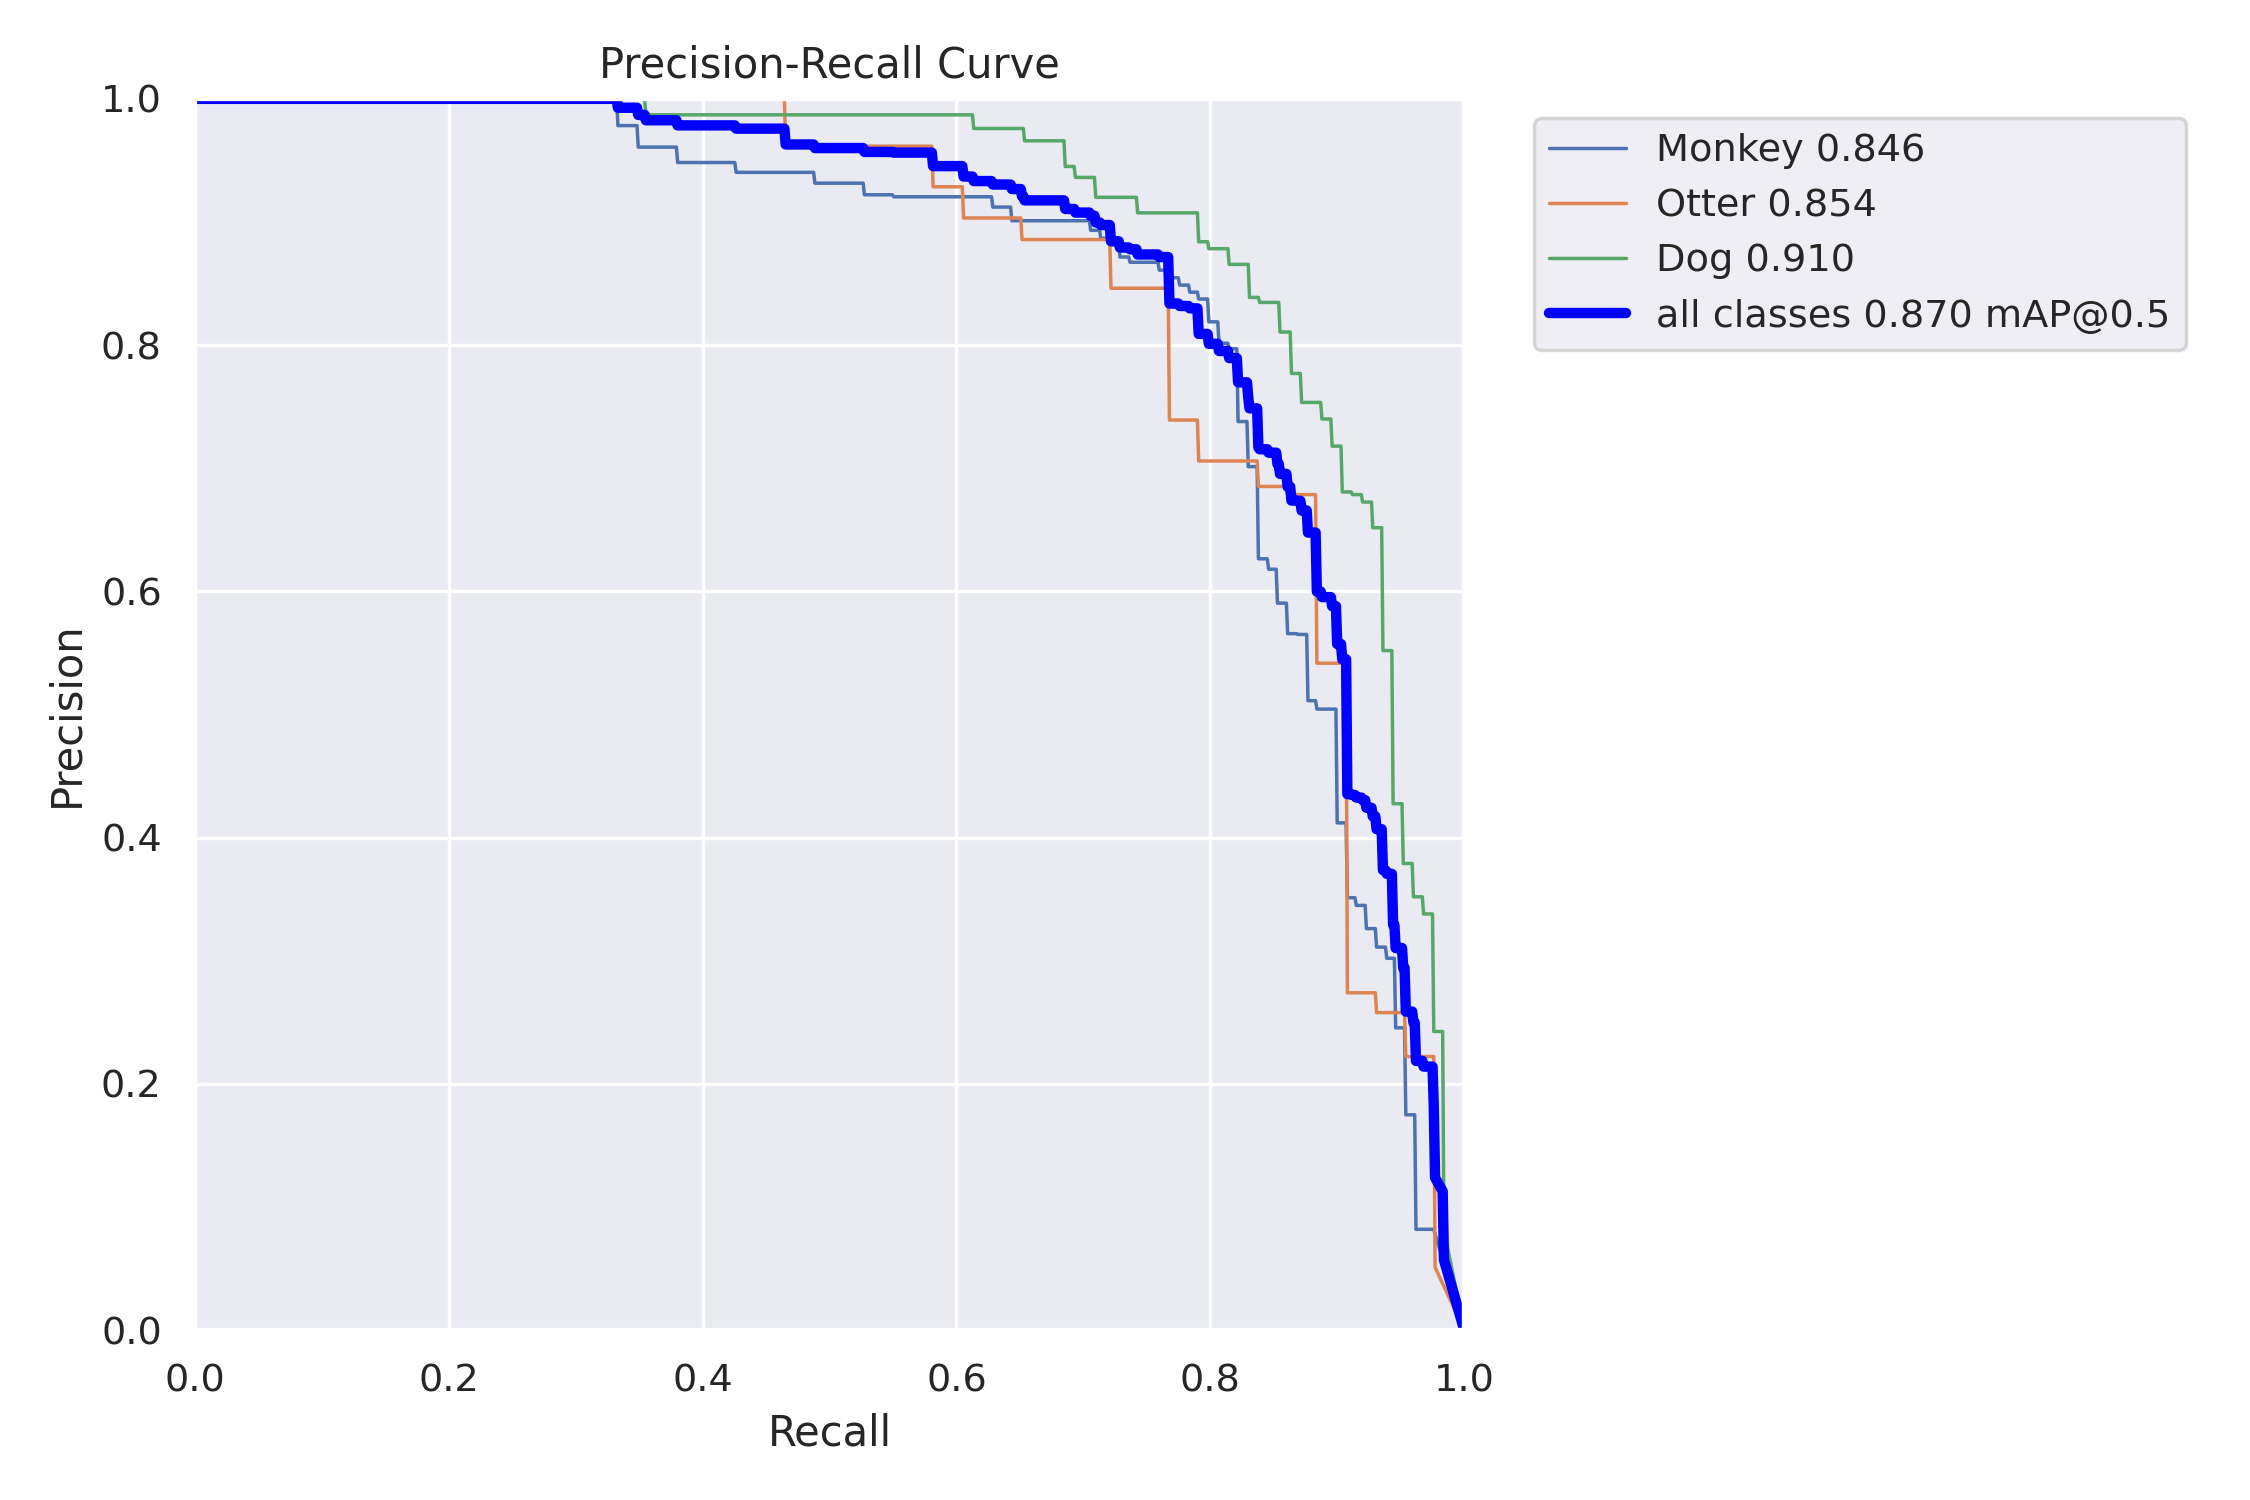 Precision-Recall Curve
1.0
0.8
0.6
0.4
0.2
0.0
Precision
0.0 0.2 0.4 0.6 0.8 1.0
Recall
Monkey 0.846
Otter 0.854
Dog 0.910
all classes 0.870 mAP@0.5